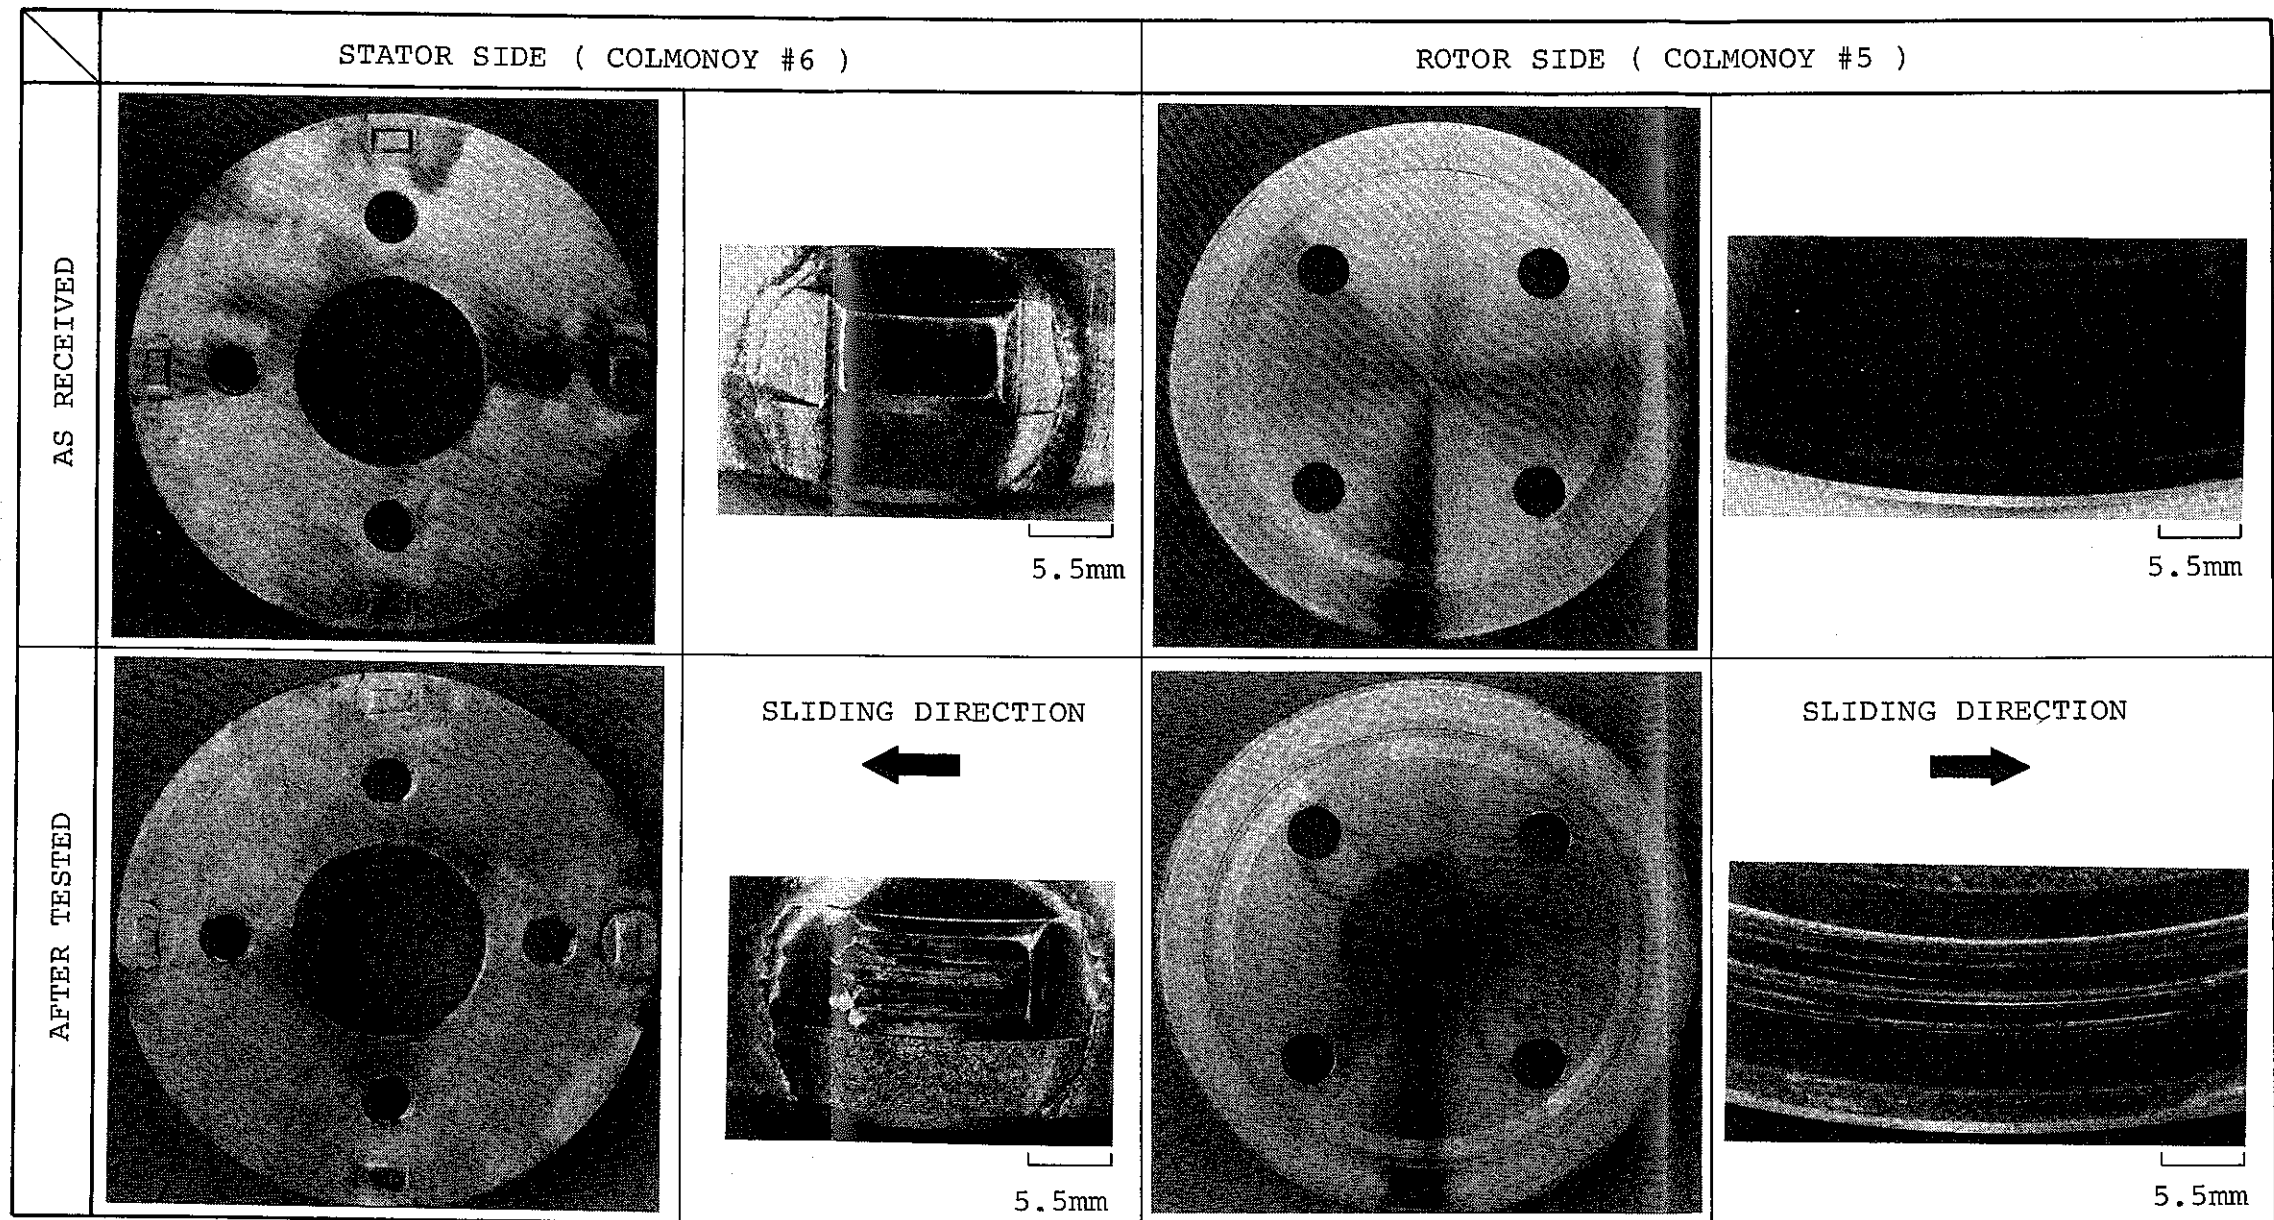 STATOR SIDE ( COLMONOY #6 )
ROTOR SIDE ( COLMONOY #5 )
AS RECEIVED
5.5mm
5.5mm
AFTER TESTED
SLIDING DIRECTION
5.5mm
SLIDING DIRECTION
5.5mm